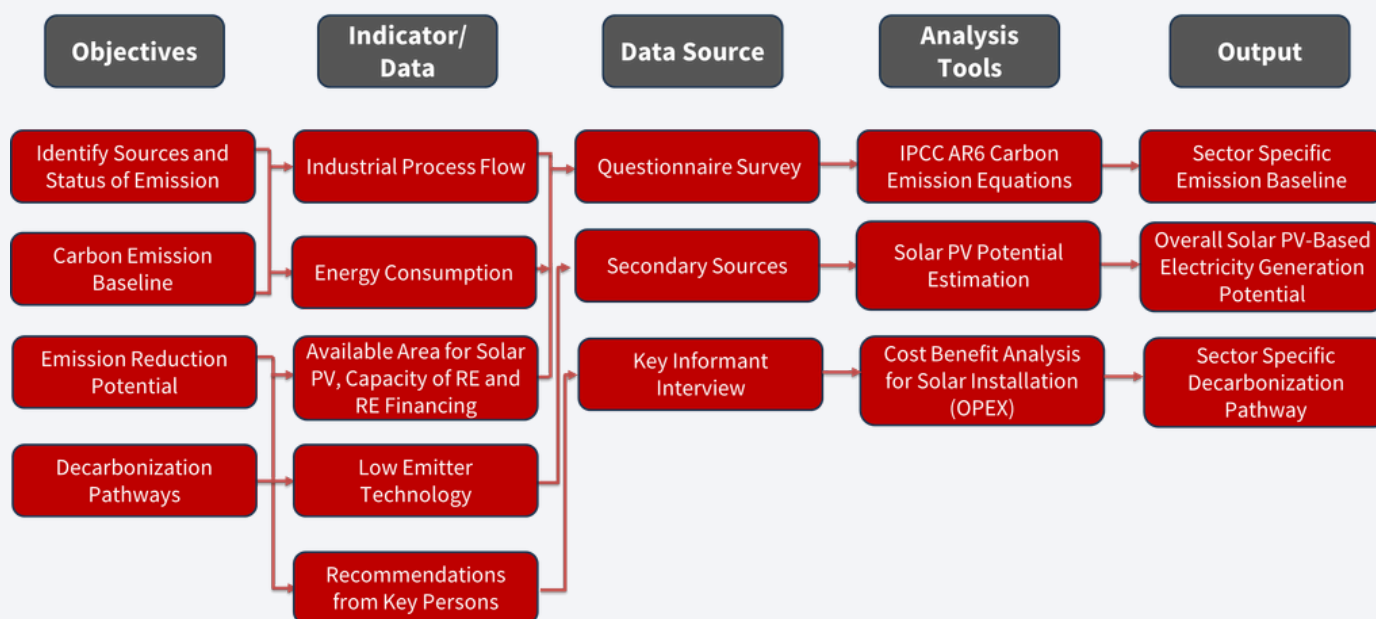 Objectives
Indicator/
Data
Data Source
Analysis
Tools
Output
Identify Sources and
Status of Emission
Industrial Process Flow
Questionnaire Survey
IPCC AR6 Carbon
Emission Equations
Sector Specific
Emission Baseline
Carbon Emission
Baseline
Energy Consumption
Secondary Sources
Solar PV Potential
Estimation
Overall Solar PV-Based
Electricity Generation
Potential
Emission Reduction
Potential
Available Area for Solar
PV, Capacity of RE and
RE Financing
Key Informant
Interview
Cost Benefit Analysis
for Solar Installation
(OPEX)
Sector Specific
Decarbonization
Pathway
Decarbonization
Pathways
Low Emitter
Technology
Recommendations
from Key Persons